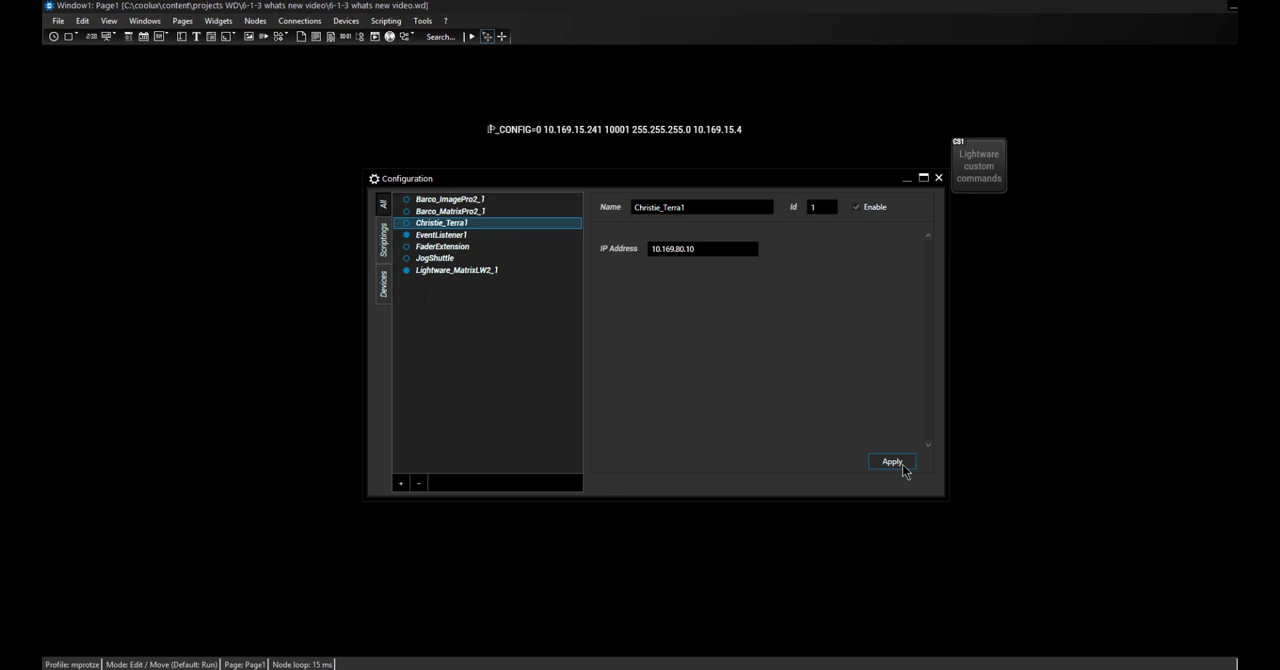 Window1: Page1 [C:\coolux\content\projects WD\6-1-3 whats new video\6-1-3 whats new video.wd]
File Edit View Windows Pages Widgets Nodes Connections Devices Scripting Tools ?
Search...
IP_CONFIG=0 10.169.15.241 10001 255.255.255.0 10.169.15.4
CS1
Lightware
custom
commands
Configuration
All
Scriptings
Devices
Barco_ImagePro2_1
Barco_MatrixPro2_1
Christie_Terra1
EventListener1
FaderExtension
JogShuttle
Lightware_MatrixLW2_1
+ -
Name Christie_Terra1 Id 1 Enable
IP Address 10.169.80.10
Apply
Profile: mprotze Mode: Edit / Move (Default: Run) Page: Page1 Node loop: 15 ms